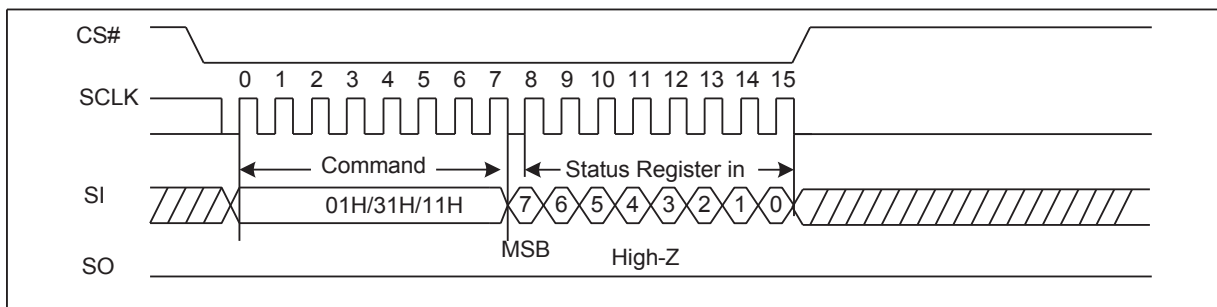 CS#
0 1 2 3 4 5 6 7 8 9 10 11 12 13 14 15
SCLK
Command Status Register in
SI 01H/31H/11H 7 6 5 4 3 2 1 0
MSB High-Z
SO